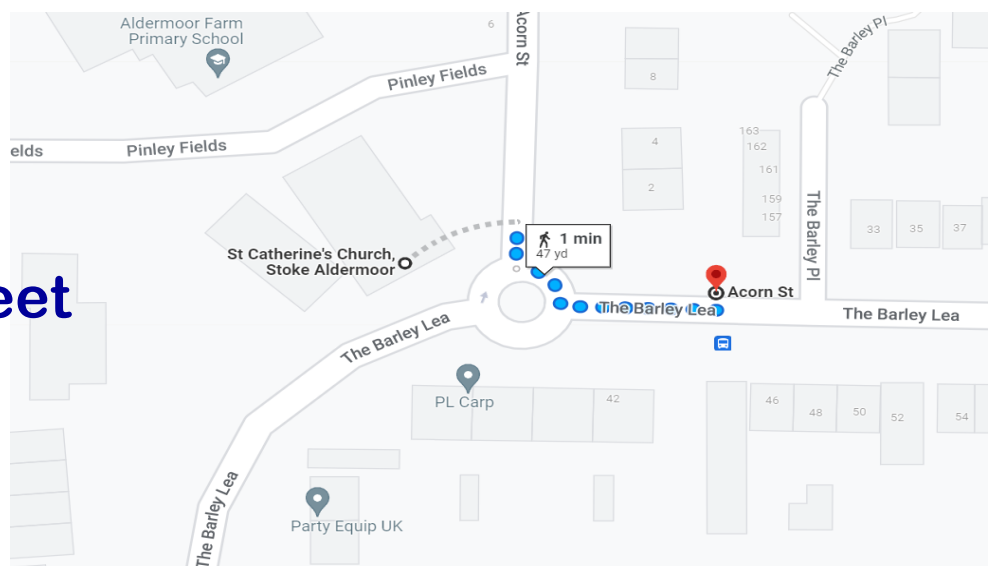 Aldermoor Farm
Primary School
6
Acorn St
The Barley Pl
Pinley Fields
8
elds
Pinley Fields
4
163
162
161
2
159
157
The Barley Pl
33
35
37
St Catherine's Church,
Stoke Aldermoor
1 min
47 yd
eet
Acorn St
The Barley Lea
The Barley Lea
The Barley Lea
PL Carp
42
46
48
50
52
54
The Barley Lea
Party Equip UK